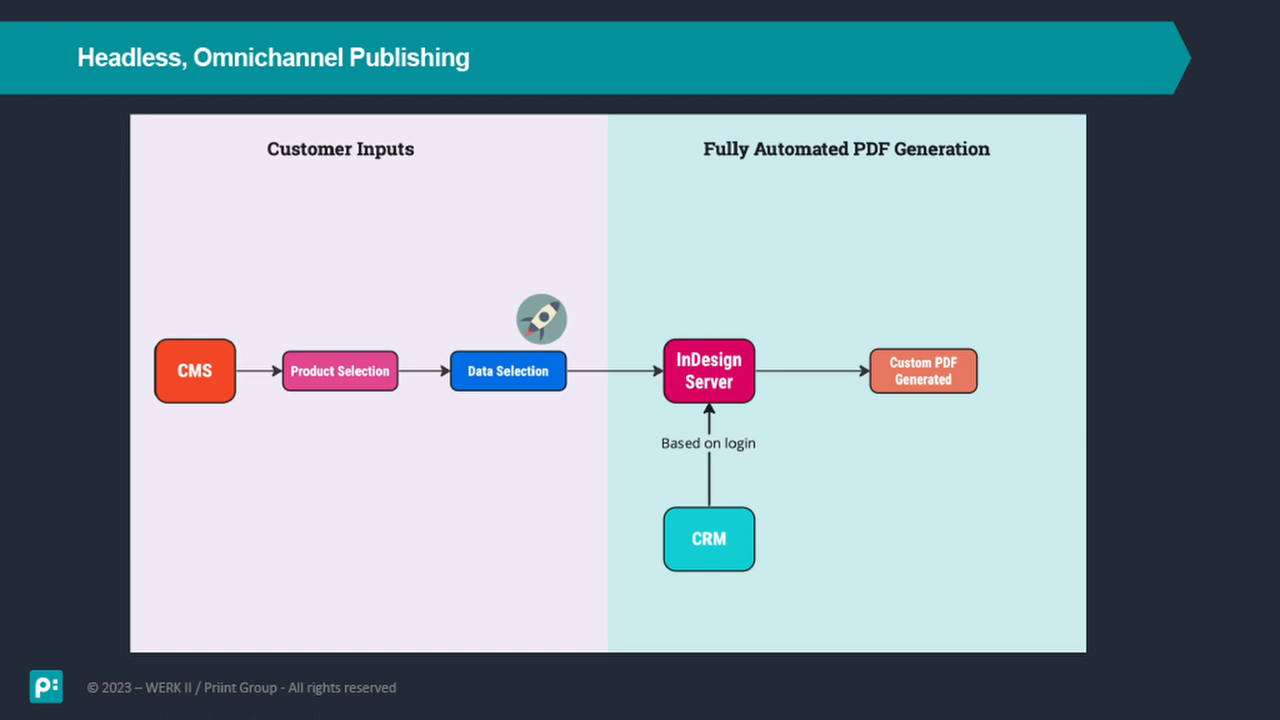 Headless, Omnichannel Publishing
Customer Inputs
Fully Automated PDF Generation
CMS
Product Selection
Data Selection
InDesign
Server
Custom PDF
Generated
Based on login
CRM
p:
© 2023 – WERK II / Priint Group - All rights reserved